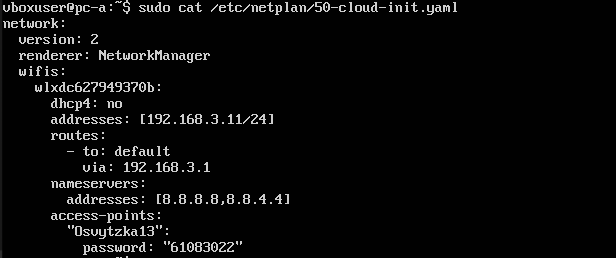 vboxuser@pc-a:~$ sudo cat /etc/netplan/50-cloud-init.yaml
network:
  version: 2
  renderer: NetworkManager
  wifis:
    wlxdc627949370b:
      dhcp4: no
      addresses: [192.168.3.11/24]
      routes:
        - to: default
          via: 192.168.3.1
      nameservers:
        addresses: [8.8.8.8,8.8.4.4]
      access-points:
        "Osvytzka13":
          password: "61083022"